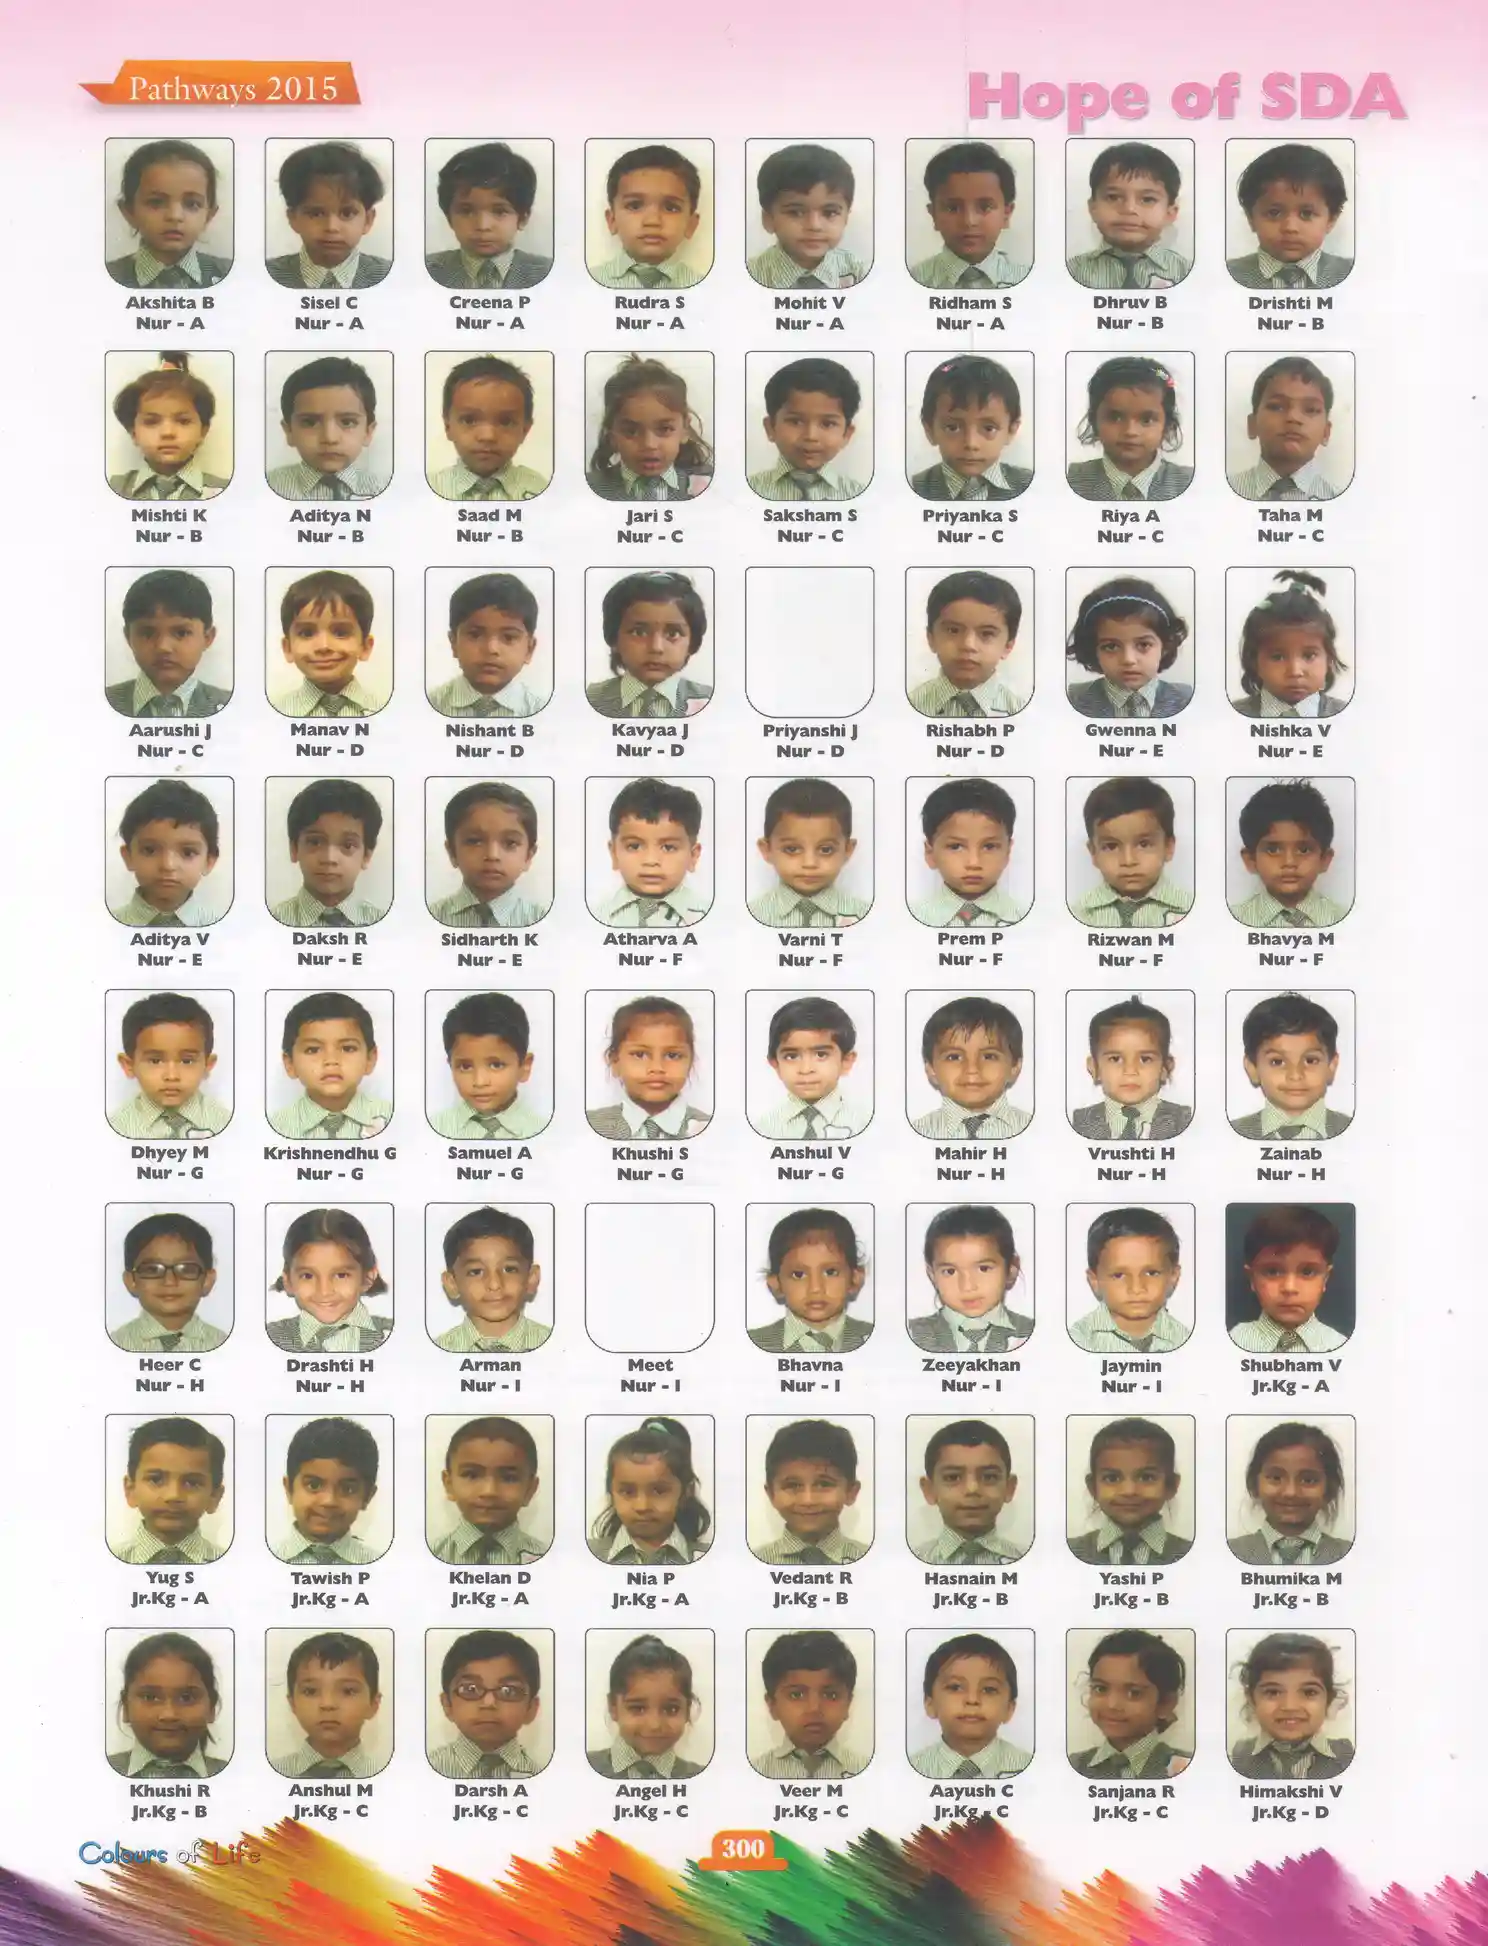 Pathways 2015
Hope of SDA
Akshita B Sisel C Creena P Rudra S Mohit V Ridham S Dhruv B Drishti M
Nur - A Nur - A Nur - A Nur - A Nur - A Nur - A Nur - B Nur - B
Mishti K Aditya N Saad M Jari S Saksham S Priyanka S Riya A Taha M
Nur - B Nur - B Nur - B Nur - C Nur - C Nur - C Nur - C Nur - C
Aarushi J Manav N Nishant B Kavyaa J Priyanshi J Rishabh P Gwenna N Nishka V
Nur - C Nur - D Nur - D Nur - D Nur - D Nur - D Nur - E Nur - E
Aditya V Daksh R Sidharth K Atharva A Varni T Prem P Rizwan M Bhavya M
Nur - E Nur - E Nur - E Nur - F Nur - F Nur - F Nur - F Nur - F
Dhyey M Krishnendhu G Samuel A Khushi S Anshul V Mahir H Vrushti H Zainab
Nur - G Nur - G Nur - G Nur - G Nur - G Nur - H Nur - H Nur - H
Heer C Drashti H Arman Meet Bhavna Zeeyakhan Jaymin Shubham V
Nur - H Nur - H Nur - I Nur - I Nur - I Nur - I Nur - I Jr.Kg - A
Yug S Tawish P Khelan D Nia P Vedant R Hasnain M Yashi P Bhumika M
Jr.Kg - A Jr.Kg - A Jr.Kg - A Jr.Kg - A Jr.Kg - B Jr.Kg - B Jr.Kg - B Jr.Kg - B
Khushi R Anshul M Darsh A Angel H Veer M Aayush C Sanjana R Himakshi V
Jr.Kg - B Jr.Kg - C Jr.Kg - C Jr.Kg - C Jr.Kg - C Jr.Kg - C Jr.Kg - C Jr.Kg - D
Colours of Life
300